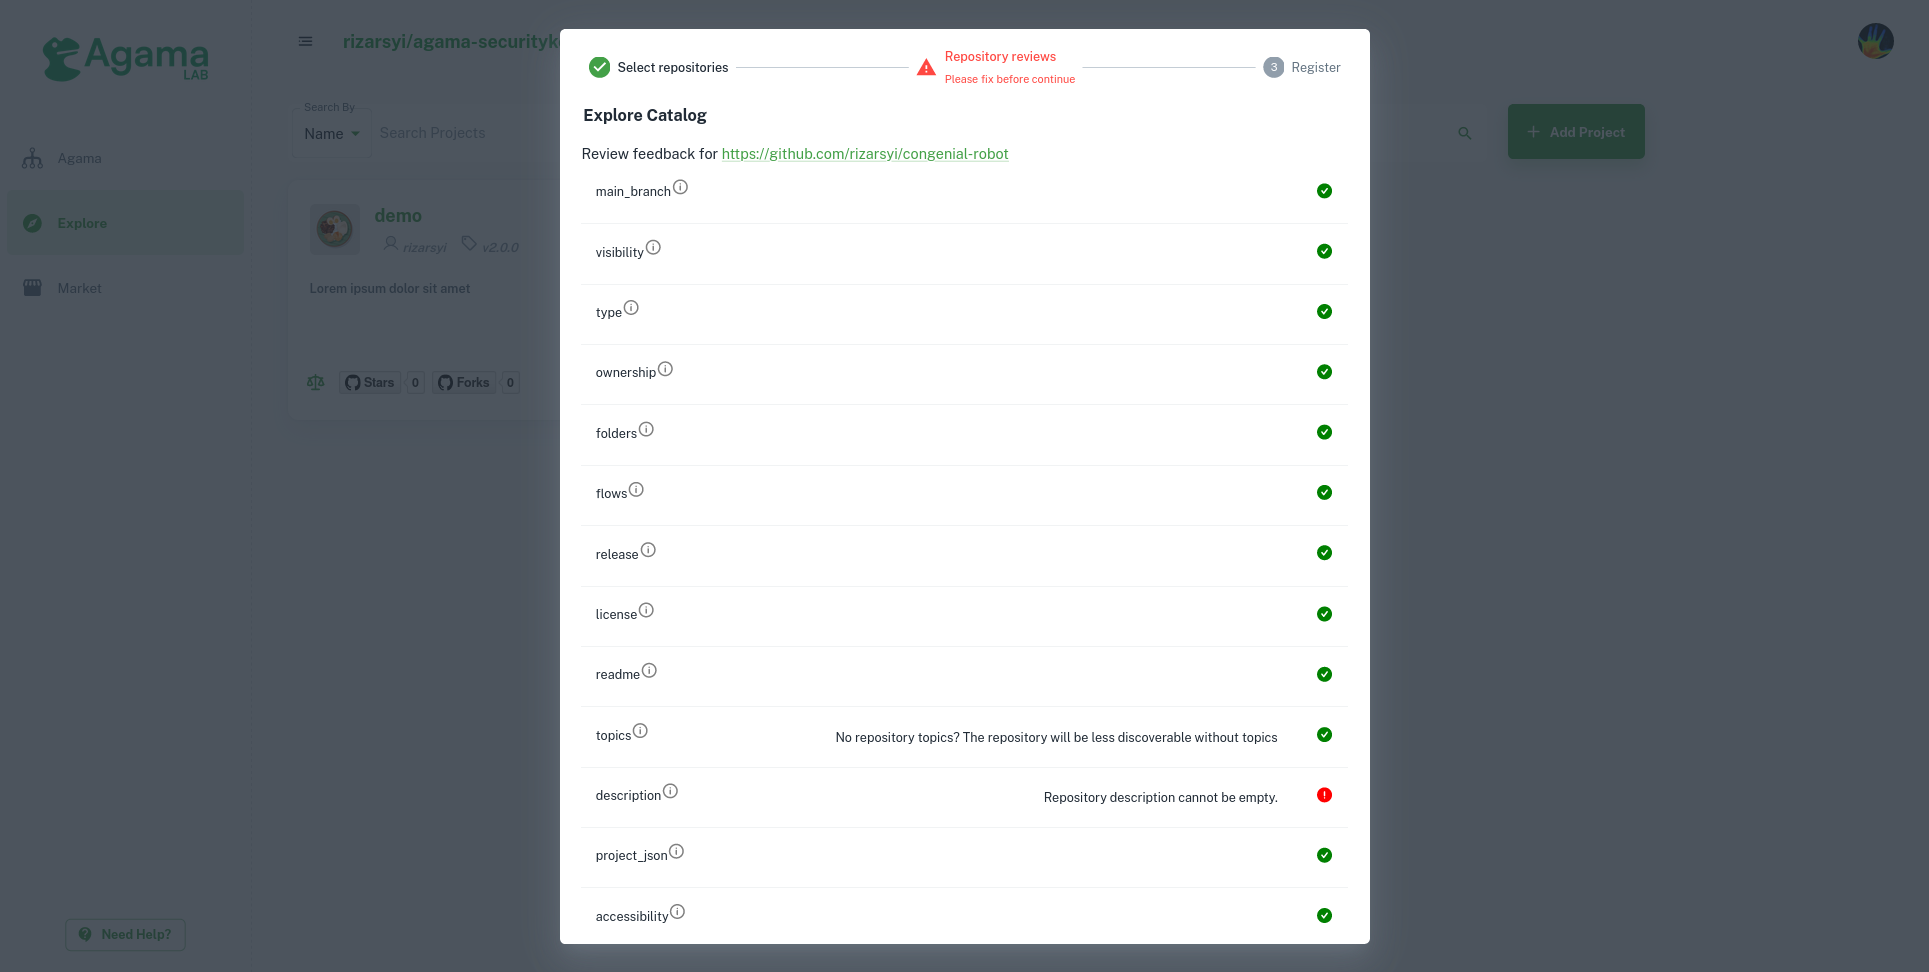 Agama
LAB
rizarsyi/agama-securityk
Search By
Name
Search Projects
Add Project
Agama
Explore
Market
demo
rizarsyi
v2.0.0
Lorem ipsum dolor sit amet
Stars
0
Forks
0
Need Help?
Select repositories
Repository reviews
Please fix before continue
3
Register
Explore Catalog
Review feedback for https://github.com/rizarsyi/congenial-robot
main_branch
visibility
type
ownership
folders
flows
release
license
readme
topics No repository topics? The repository will be less discoverable without topics
description Repository description cannot be empty.
project_json
accessibility